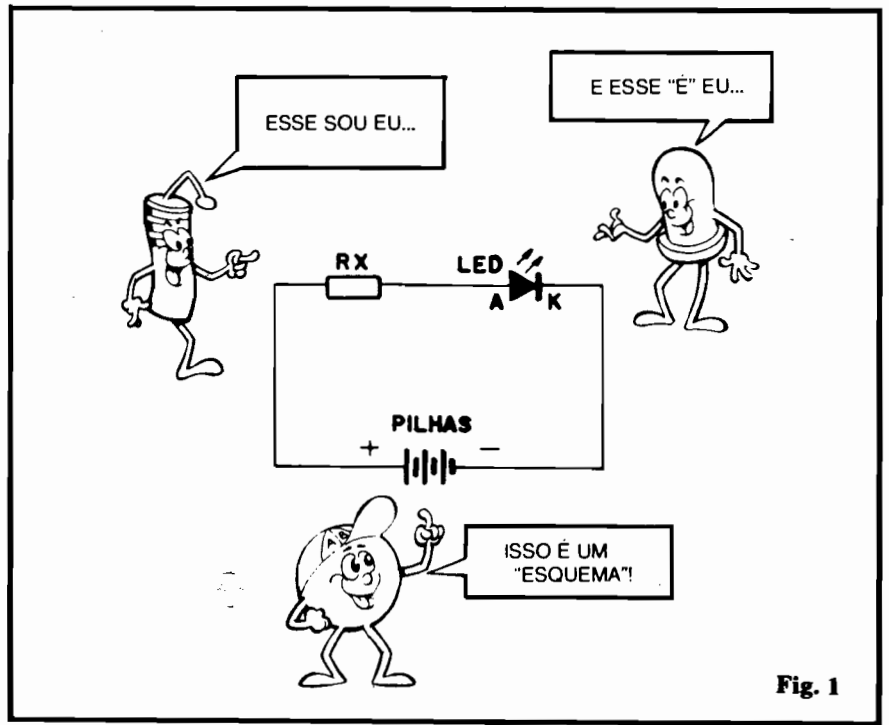 ESSE SOU EU...
E ESSE "É" EU...
RX
LED
A
K
PILHAS
+
—
ISSO É UM
"ESQUEMA"!
Fig. 1